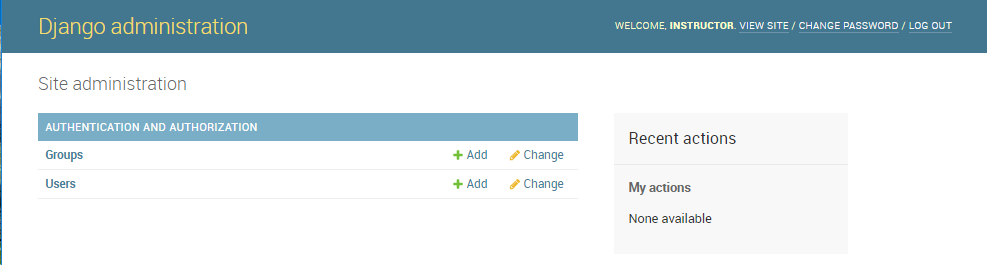 Django administration
WELCOME, INSTRUCTOR. VIEW SITE / CHANGE PASSWORD / LOG OUT
Site administration
AUTHENTICATION AND AUTHORIZATION
Groups Add Change
Users Add Change
Recent actions
My actions
None available